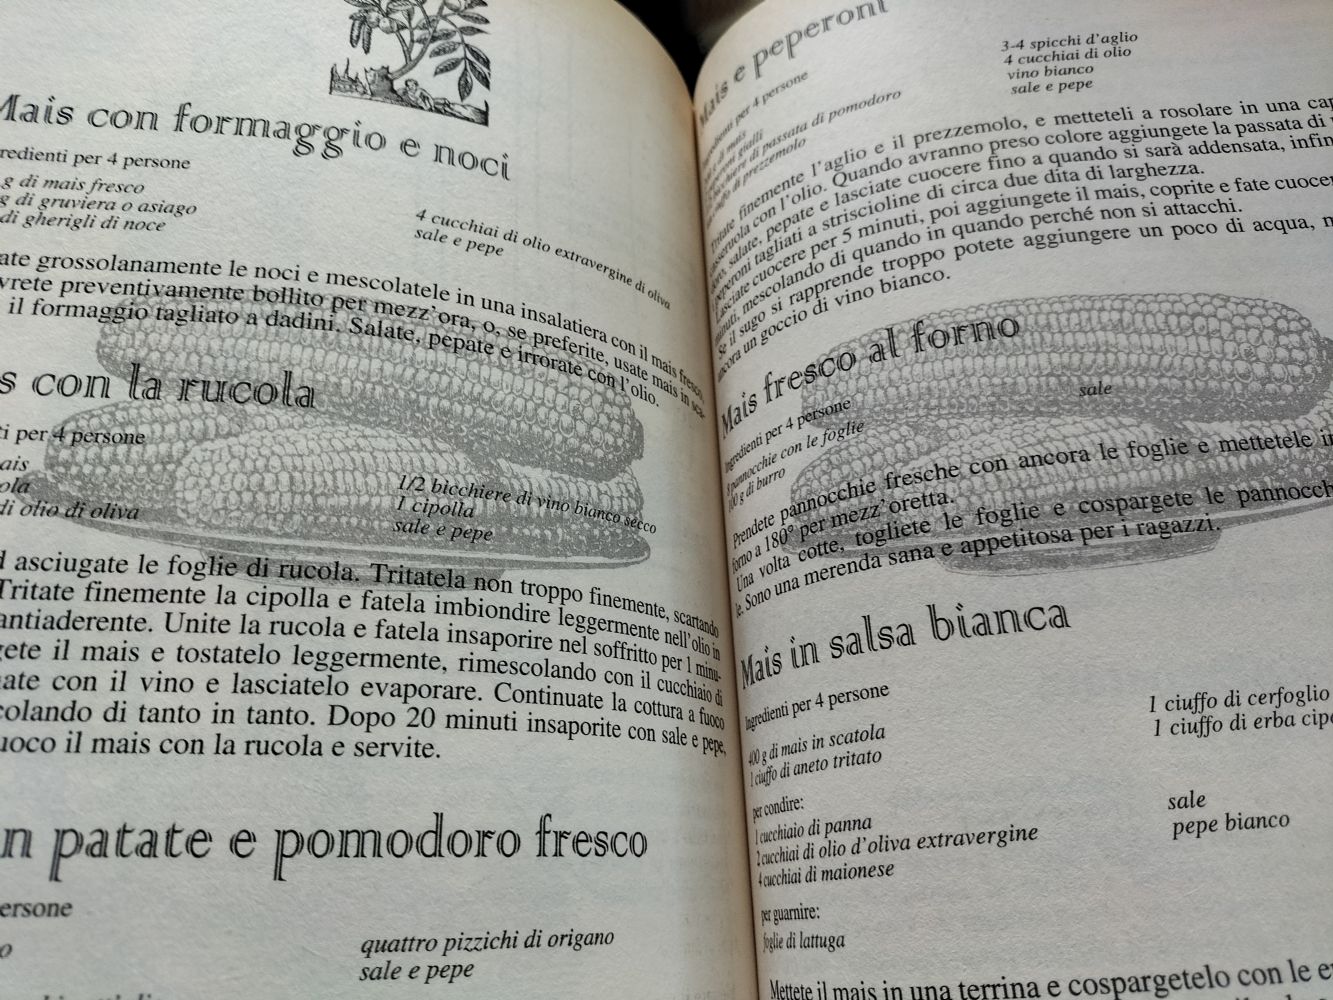 Mais con formaggio e noci
redienti per 4 persone
g di mais fresco
g di gruviera o asiago
di gherigli di noce
4 cucchiai di olio extravergine di oliva
sale e pepe
ate grossolanamente le noci e mescolatele in una insalatiera con il mais fresco,
vrete preventivamente bollito per mezz'ora, o, se preferite, usate mais in sca-
il formaggio tagliato a dadini. Salate, pepate e irrorate con l'olio.
s con la rucola
ti per 4 persone
ais
ola
di olio di oliva
1/2 bicchiere di vino bianco secco
1 cipolla
sale e pepe
d asciugate le foglie di rucola. Tritatela non troppo finemente, scartando
Tritate finemente la cipolla e fatela imbiondire leggermente nell'olio in
antiaderente. Unite la rucola e fatela insaporire nel soffritto per 1 minu-
gete il mais e tostatelo leggermente, rimescolando con il cucchiaio di
ate con il vino e lasciatelo evaporare. Continuate la cottura a fuoco
colando di tanto in tanto. Dopo 20 minuti insaporite con sale e pepe,
uoco il mais con la rucola e servite.
n patate e pomodoro fresco
ersone
o
quattro pizzichi di origano
sale e pepe
Mais e peperoni
Ingredienti per 4 persone
di mais
peperoni gialli
bicchiere di passata di pomodoro
ciuffo di prezzemolo
3-4 spicchi d'aglio
4 cucchiai di olio
vino bianco
sale e pepe
Tritate finemente l'aglio e il prezzemolo, e metteteli a rosolare in una cap
casseruola con l'olio. Quando avranno preso colore aggiungete la passata di
doro, salate, pepate e lasciate cuocere fino a quando si sarà addensata, infin
peperoni tagliati a striscioline di circa due dita di larghezza.
Lasciate cuocere per 5 minuti, poi aggiungete il mais, coprite e fate cuocer
minuti, mescolando di quando in quando perché non si attacchi.
Se il sugo si rapprende troppo potete aggiungere un poco di acqua, m
ancora un goccio di vino bianco.
Mais fresco al forno
Ingredienti per 4 persone
8 pannocchie con le foglie
100 g di burro
sale
Prendete pannocchie fresche con ancora le foglie e mettetele in
forno a 180° per mezz'oretta.
Una volta cotte, togliete le foglie e cospargete le pannocch
le. Sono una merenda sana e appetitosa per i ragazzi.
Mais in salsa bianca
Ingredienti per 4 persone
400 g di mais in scatola
1 ciuffo di aneto tritato
1 ciuffo di cerfoglio
1 ciuffo di erba cipo
per condire:
1 cucchiaio di panna
2 cucchiai di olio d'oliva extravergine
4 cucchiai di maionese
sale
pepe bianco
per guarnire:
foglie di lattuga
Mettete il mais in una terrina e cospargetelo con le e